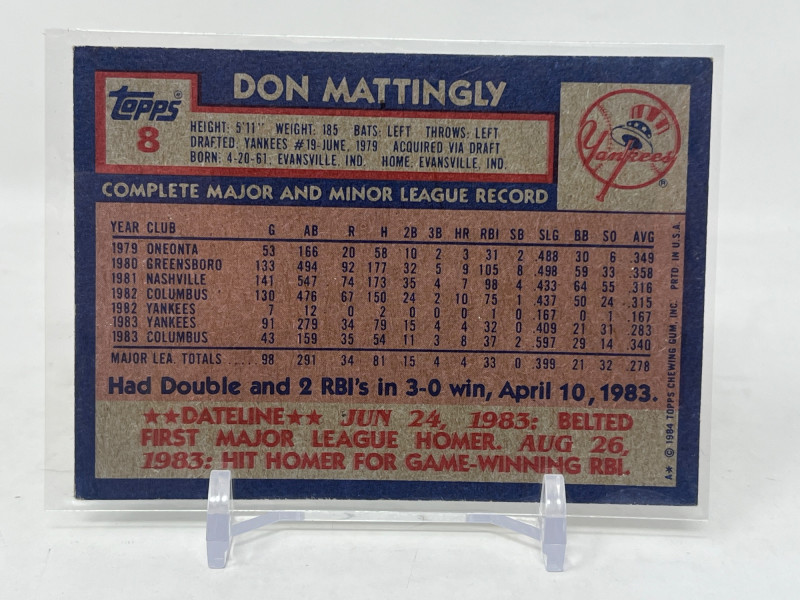 DON MATTINGLY
TOPPS ®
8
HEIGHT: 5'11" WEIGHT: 185 BATS: LEFT THROWS: LEFT
DRAFTED: YANKEES #19-JUNE, 1979 ACQUIRED: VIA DRAFT
BORN: 4-20-61, EVANSVILLE, IND. HOME: EVANSVILLE, IND.
Yankees ®
COMPLETE MAJOR AND MINOR LEAGUE RECORD
YEAR CLUB G AB R H 2B 3B HR RBI SB SLG BB SO AVG
1979 ONEONTA 53 166 20 58 10 2 3 31 2 .488 30 6 .349
1980 GREENSBORO 133 494 92 177 32 5 9 105 8 .498 59 33 .358
1981 NASHVILLE 141 547 74 173 35 4 7 98 4 .433 64 55 .316
1982 COLUMBUS 130 476 67 150 24 2 10 75 1 .437 50 24 .315
1982 YANKEES 7 12 0 2 0 0 0 1 0 .167 0 1 .167
1983 YANKEES 91 279 34 79 15 4 4 32 0 .409 21 31 .283
1983 COLUMBUS 43 159 35 54 11 3 8 37 2 .597 29 14 .340
MAJOR LEA. TOTALS 98 291 34 81 15 4 4 33 0 .399 21 32 .278
Had Double and 2 RBI's in 3-0 win, April 10, 1983.
★★DATELINE★★ JUN 24, 1983: BELTED
FIRST MAJOR LEAGUE HOMER. AUG 26,
1983: HIT HOMER FOR GAME-WINNING RBI.
A* © 1984 TOPPS CHEWING GUM, INC. PRTD. IN U.S.A.